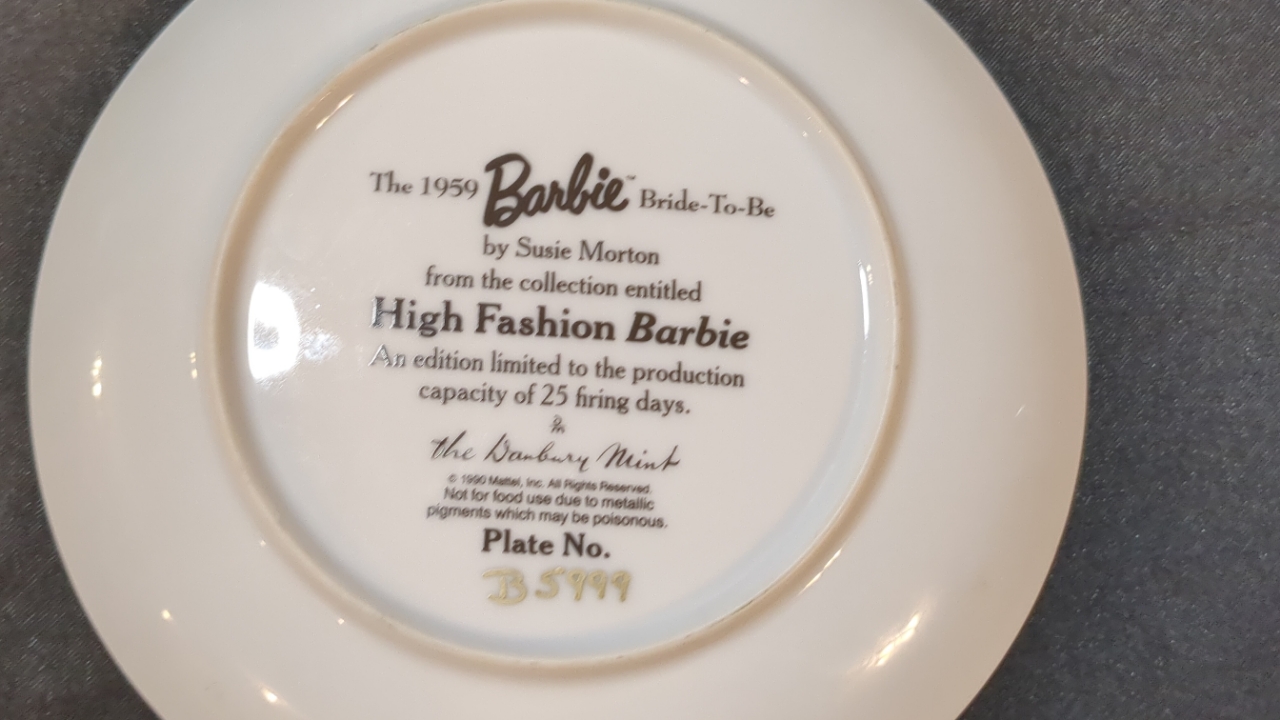 The 1959 Barbie™ Bride-To-Be
by Susie Morton
from the collection entitled
High Fashion Barbie
An edition limited to the production
capacity of 25 firing days.
the Danbury Mint
© 1990 Mattel, Inc. All Rights Reserved.
Not for food use due to metallic
pigments which may be poisonous.
Plate No.
B5999